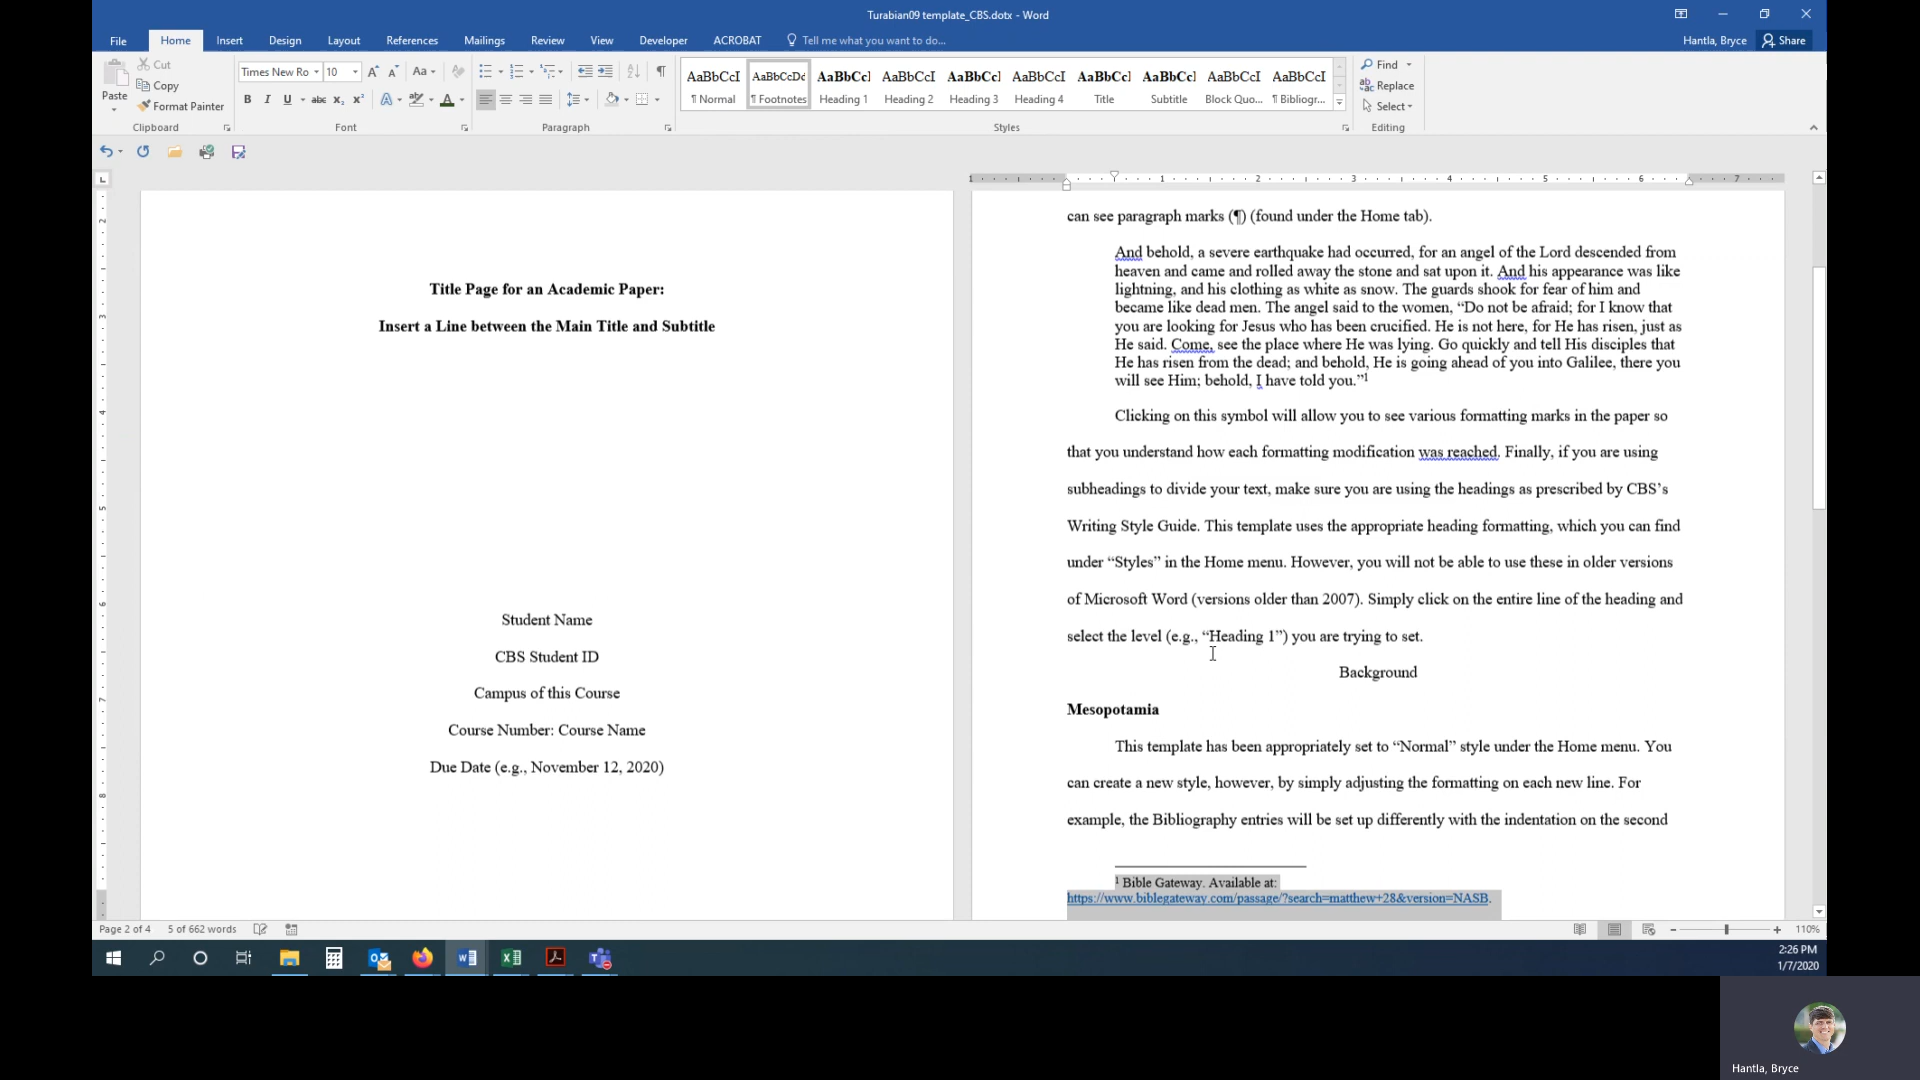 Turabian09 template_CBS.dotx - Word
File Home Insert Design Layout References Mailings Review View Developer ACROBAT Tell me what you want to do... Hantla, Bryce Share
Paste
Cut
Copy
Format Painter
Clipboard
Times New Ro 10
Font
Paragraph
AaBbCcI AaBbCcDd AaBbCcl AaBbCcI AaBbCcl AaBbCcI AaBbCcl AaBbCcl AaBbCcI AaBbCcI
¶ Normal ¶ Footnotes Heading 1 Heading 2 Heading 3 Heading 4 Title Subtitle Block Quo... ¶ Bibliogr...
Styles
Find
Replace
Select
Editing
Title Page for an Academic Paper:
Insert a Line between the Main Title and Subtitle
Student Name
CBS Student ID
Campus of this Course
Course Number: Course Name
Due Date (e.g., November 12, 2020)
1 1 2 3 4 5 6 7
2
3
4
5
6
7
8
can see paragraph marks (¶) (found under the Home tab).
And behold, a severe earthquake had occurred, for an angel of the Lord descended from
heaven and came and rolled away the stone and sat upon it. And his appearance was like
lightning, and his clothing as white as snow. The guards shook for fear of him and
became like dead men. The angel said to the women, “Do not be afraid; for I know that
you are looking for Jesus who has been crucified. He is not here, for He has risen, just as
He said. Come, see the place where He was lying. Go quickly and tell His disciples that
He has risen from the dead; and behold, He is going ahead of you into Galilee, there you
will see Him; behold, I have told you.”1
Clicking on this symbol will allow you to see various formatting marks in the paper so
that you understand how each formatting modification was reached. Finally, if you are using
subheadings to divide your text, make sure you are using the headings as prescribed by CBS’s
Writing Style Guide. This template uses the appropriate heading formatting, which you can find
under “Styles” in the Home menu. However, you will not be able to use these in older versions
of Microsoft Word (versions older than 2007). Simply click on the entire line of the heading and
select the level (e.g., “Heading 1”) you are trying to set.
Background
Mesopotamia
This template has been appropriately set to “Normal” style under the Home menu. You
can create a new style, however, by simply adjusting the formatting on each new line. For
example, the Bibliography entries will be set up differently with the indentation on the second
1 Bible Gateway. Available at:
https://www.biblegateway.com/passage/?search=matthew+28&version=NASB.
Page 2 of 4 5 of 662 words 110%
2:26 PM
1/7/2020
Hantla, Bryce